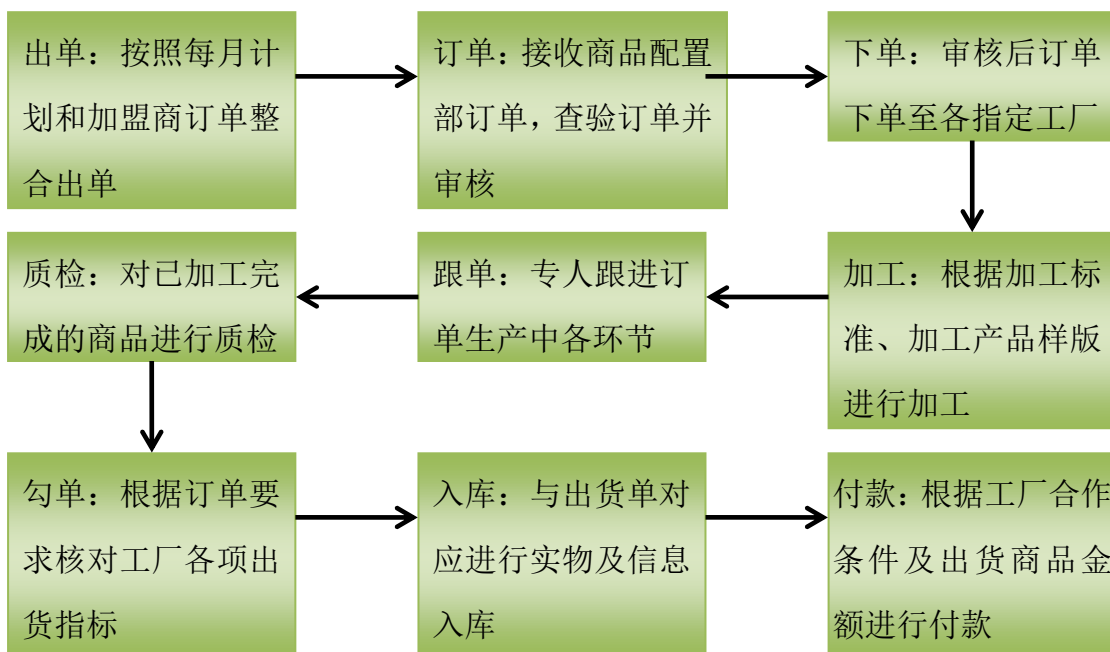 出单：按照每月计
划和加盟商订单整
合出单
订单：接收商品配置
部订单，查验订单并
审核
下单：审核后订单
下单至各指定工厂
加工：根据加工标
准、加工产品样版
进行加工
跟单：专人跟进订
单生产中各环节
质检：对已加工完
成的商品进行质检
勾单：根据订单要
求核对工厂各项出
货指标
入库：与出货单对
应进行实物及信息
入库
付款：根据工厂合作
条件及出货商品金
额进行付款